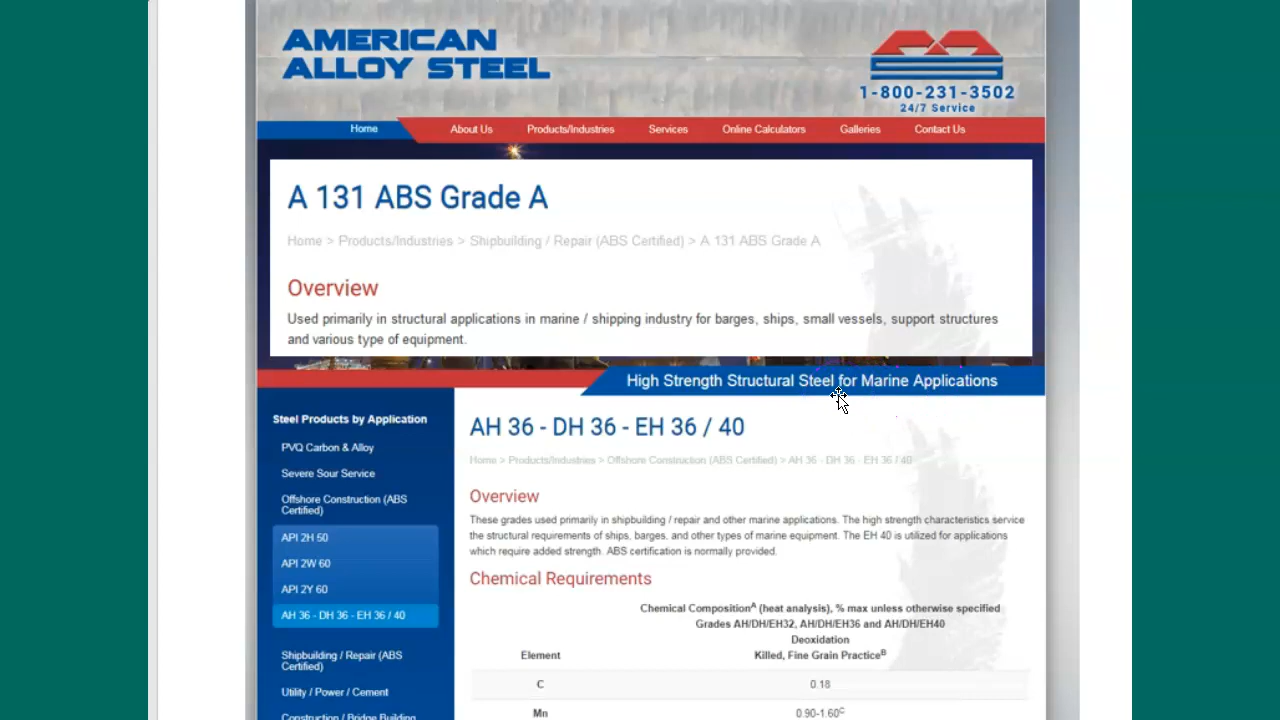 AMERICAN
ALLOY STEEL
1-800-231-3502
24/7 Service
Home About Us Products/Industries Services Online Calculators Galleries Contact Us
A 131 ABS Grade A
Home > Products/Industries > Shipbuilding / Repair (ABS Certified) > A 131 ABS Grade A
Overview
Used primarily in structural applications in marine / shipping industry for barges, ships, small vessels, support structures
and various type of equipment.
High Strength Structural Steel for Marine Applications
Steel Products by Application
PVQ Carbon & Alloy
Severe Sour Service
Offshore Construction (ABS
Certified)
API 2H 50
API 2W 60
API 2Y 60
AH 36 - DH 36 - EH 36 / 40
Shipbuilding / Repair (ABS
Certified)
Utility / Power / Cement
Construction / Bridge Building
AH 36 - DH 36 - EH 36 / 40
Home > Products/Industries > Offshore Construction (ABS Certified) > AH 36 - DH 36 - EH 36 / 40
Overview
These grades used primarily in shipbuilding / repair and other marine applications. The high strength characteristics service
the structural requirements of ships, barges, and other types of marine equipment. The EH 40 is utilized for applications
which require added strength. ABS certification is normally provided.
Chemical Requirements
Chemical Composition^A (heat analysis), % max unless otherwise specified
Grades AH/DH/EH32, AH/DH/EH36 and AH/DH/EH40
Deoxidation
Element Killed, Fine Grain Practice^B
C 0.18
Mn 0.90-1.60^C